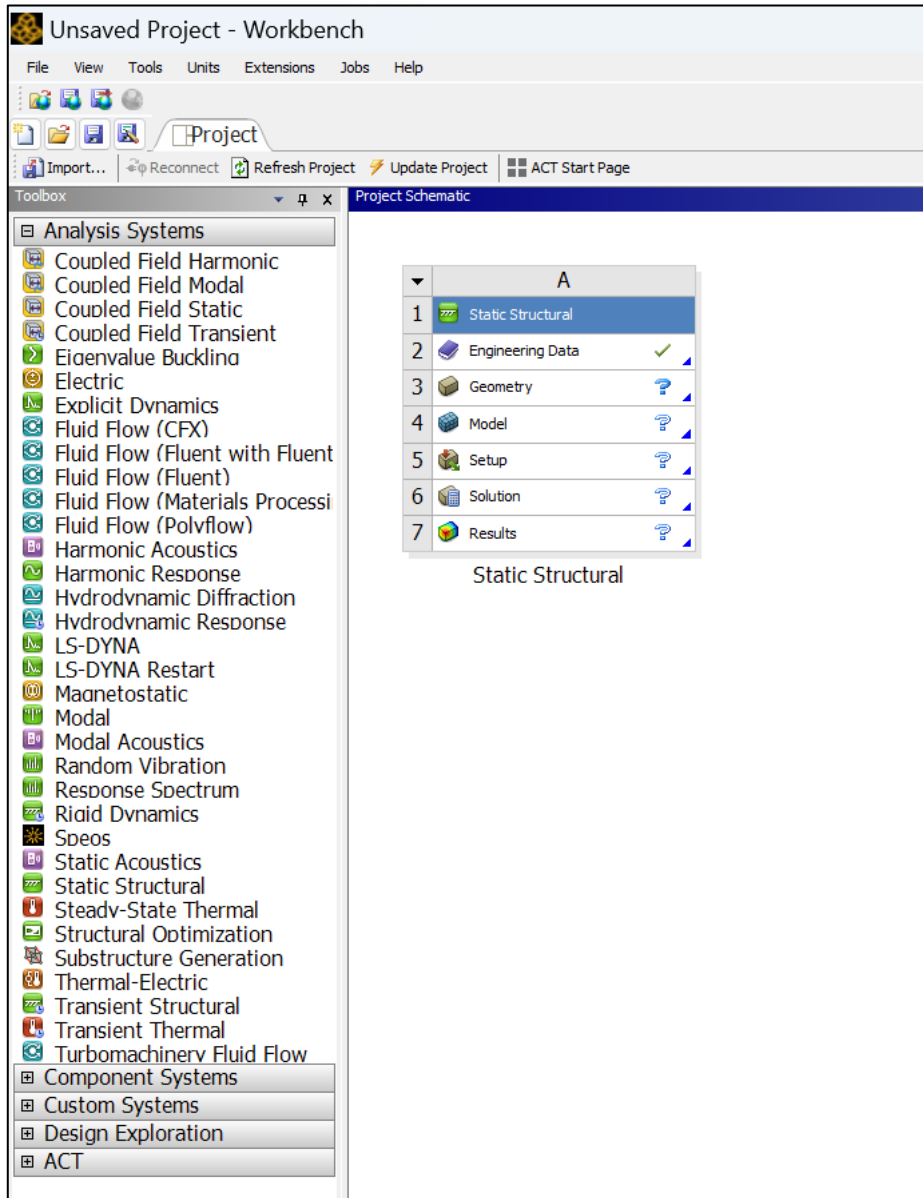 Unsaved Project - Workbench
File View Tools Units Extensions Jobs Help
Project
Import... Reconnect Refresh Project Update Project ACT Start Page
Toolbox
Analysis Systems
Coupled Field Harmonic
Coupled Field Modal
Coupled Field Static
Coupled Field Transient
Eigenvalue Buckling
Electric
Explicit Dynamics
Fluid Flow (CFX)
Fluid Flow (Fluent with Fluent
Fluid Flow (Fluent)
Fluid Flow (Materials Processi
Fluid Flow (Polyflow)
Harmonic Acoustics
Harmonic Response
Hydrodynamic Diffraction
Hydrodynamic Response
LS-DYNA
LS-DYNA Restart
Magnetostatic
Modal
Modal Acoustics
Random Vibration
Response Spectrum
Rigid Dynamics
Speos
Static Acoustics
Static Structural
Steady-State Thermal
Structural Optimization
Substructure Generation
Thermal-Electric
Transient Structural
Transient Thermal
Turbomachinery Fluid Flow
Component Systems
Custom Systems
Design Exploration
ACT
Project Schematic
A
1 Static Structural
2 Engineering Data
3 Geometry
4 Model
5 Setup
6 Solution
7 Results
Static Structural